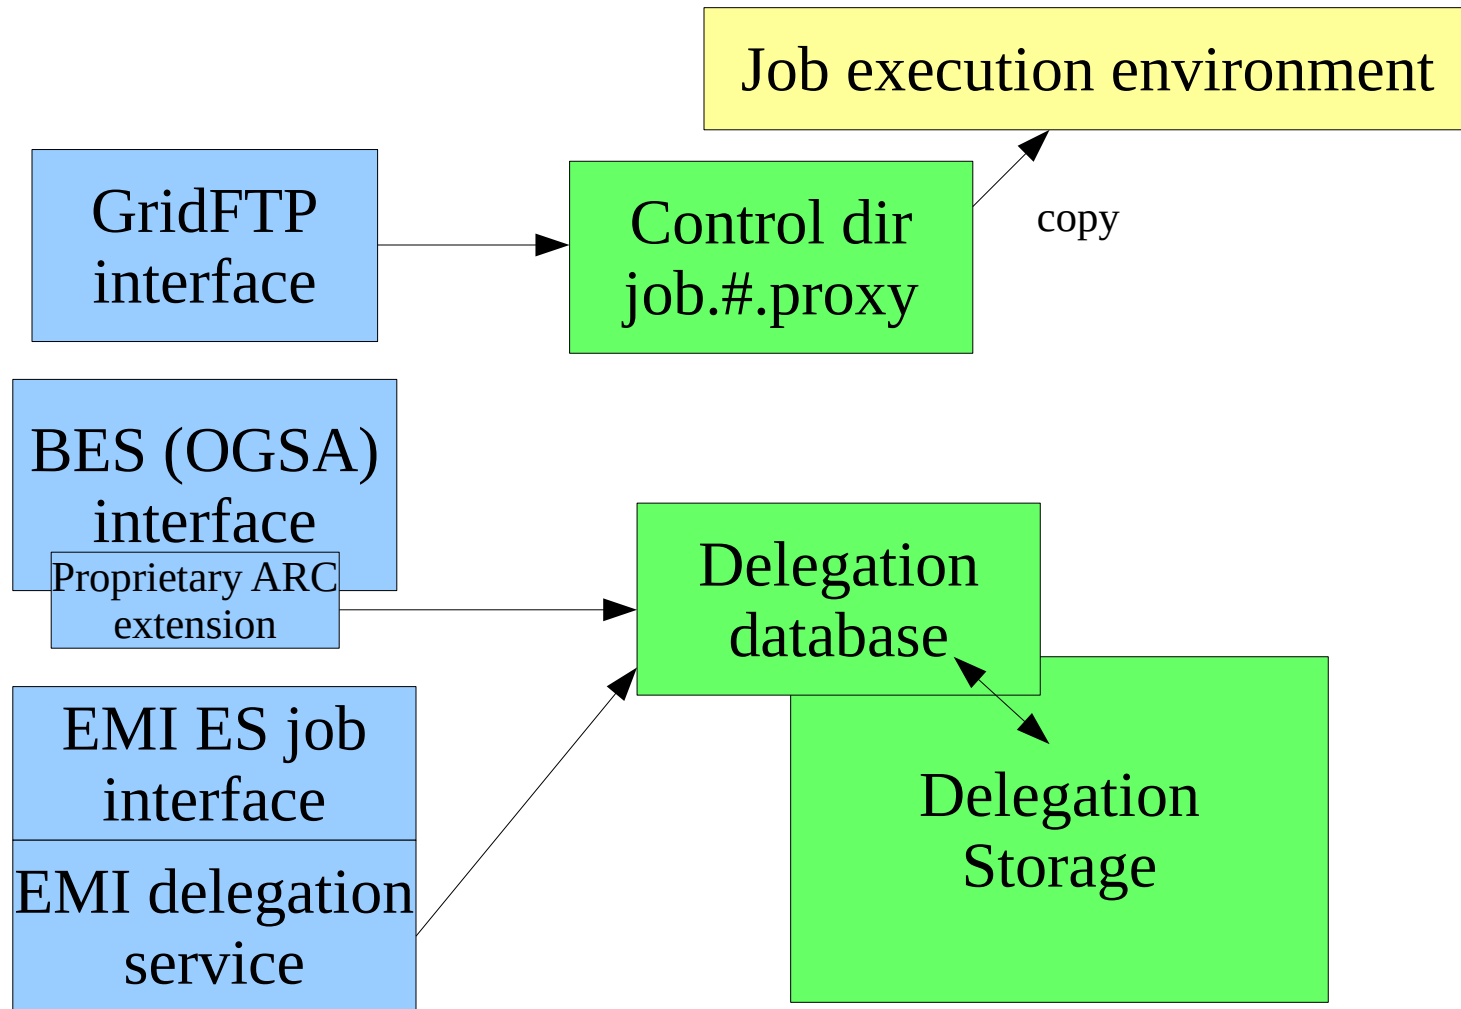 Job execution environment
GridFTP
interface
Control dir
job.#.proxy
copy
BES (OGSA)
interface
Proprietary ARC
extension
Delegation
database
EMI ES job
interface
EMI delegation
service
Delegation
Storage